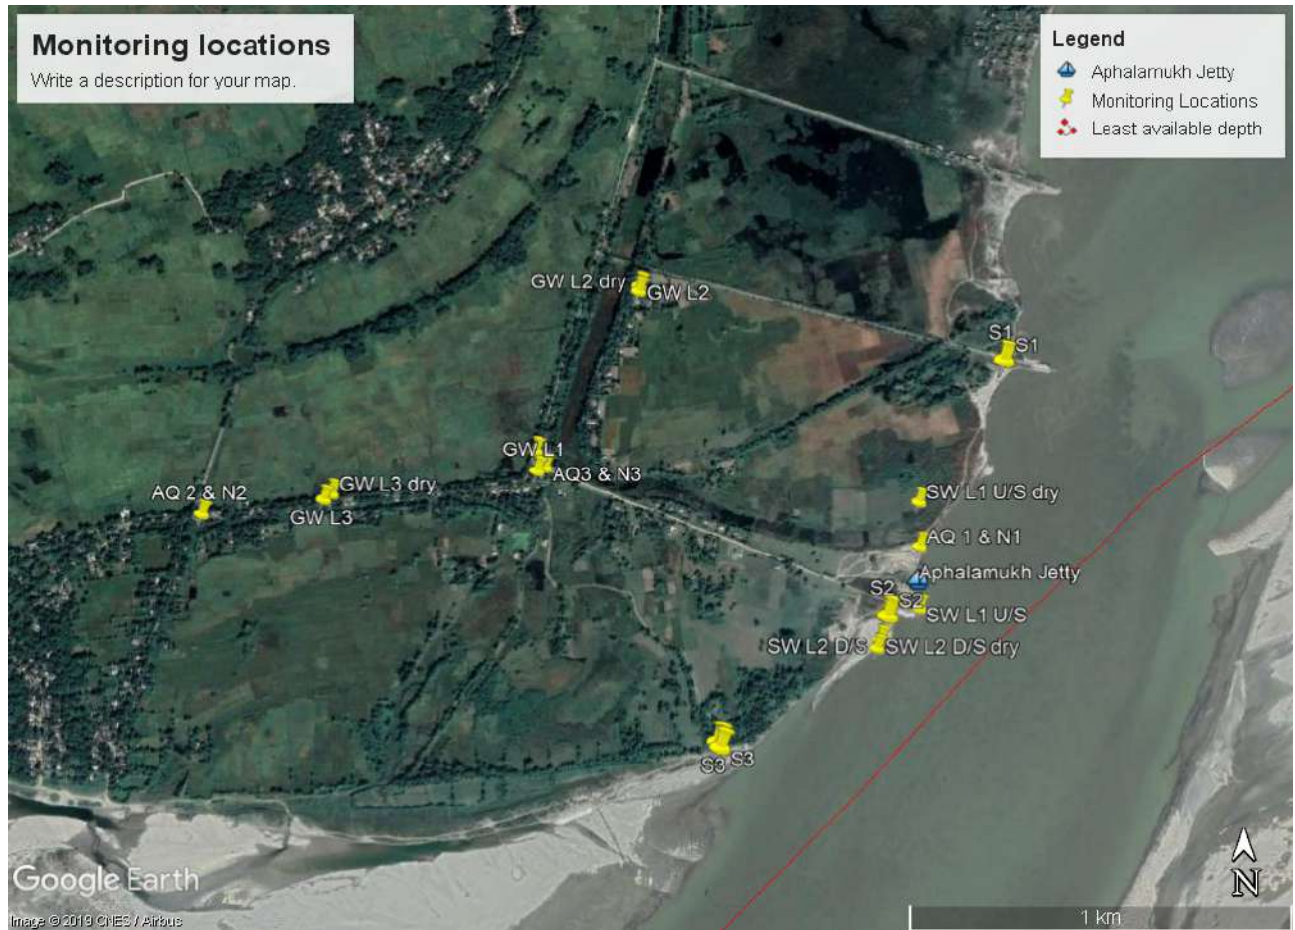 Monitoring locations
Write a description for your map.
Legend
Aphalamukh Jetty
Monitoring Locations
Least available depth
GW L2 dry
GW L2
S1
S1
GW L1
AQ3 & N3
AQ 2 & N2
GW L3 dry
GW L3
SW L1 U/S dry
AQ 1 & N1
Aphalamukh Jetty
S2
S2
SW L1 U/S
SW L2 D/S
SW L2 D/S dry
S3
S3
N
Google Earth
Image © 2019 CNES / Airbus
1 km